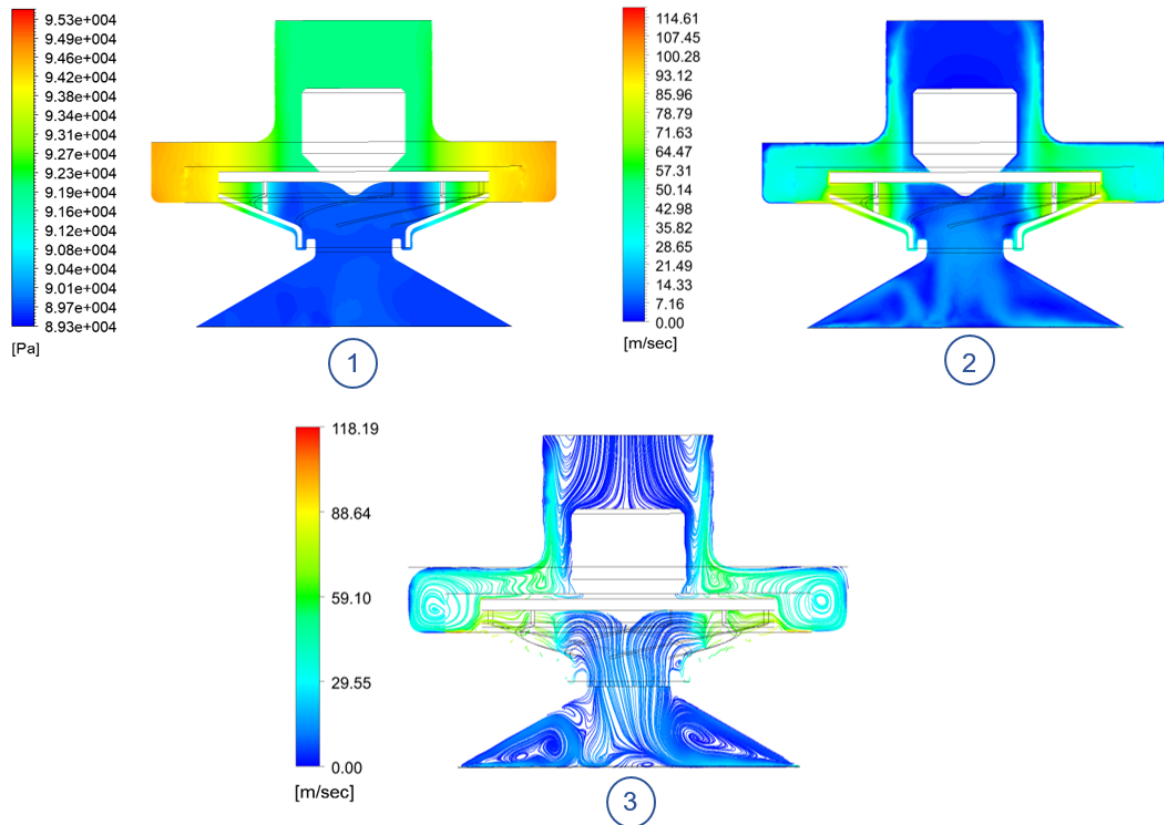 9.53e+004
9.49e+004
9.46e+004
9.42e+004
9.38e+004
9.34e+004
9.31e+004
9.27e+004
9.23e+004
9.19e+004
9.16e+004
9.12e+004
9.08e+004
9.04e+004
9.01e+004
8.97e+004
8.93e+004
[Pa]
1
114.61
107.45
100.28
93.12
85.96
78.79
71.63
64.47
57.31
50.14
42.98
35.82
28.65
21.49
14.33
7.16
0.00
[m/sec]
2
118.19
88.64
59.10
29.55
0.00
[m/sec]
3